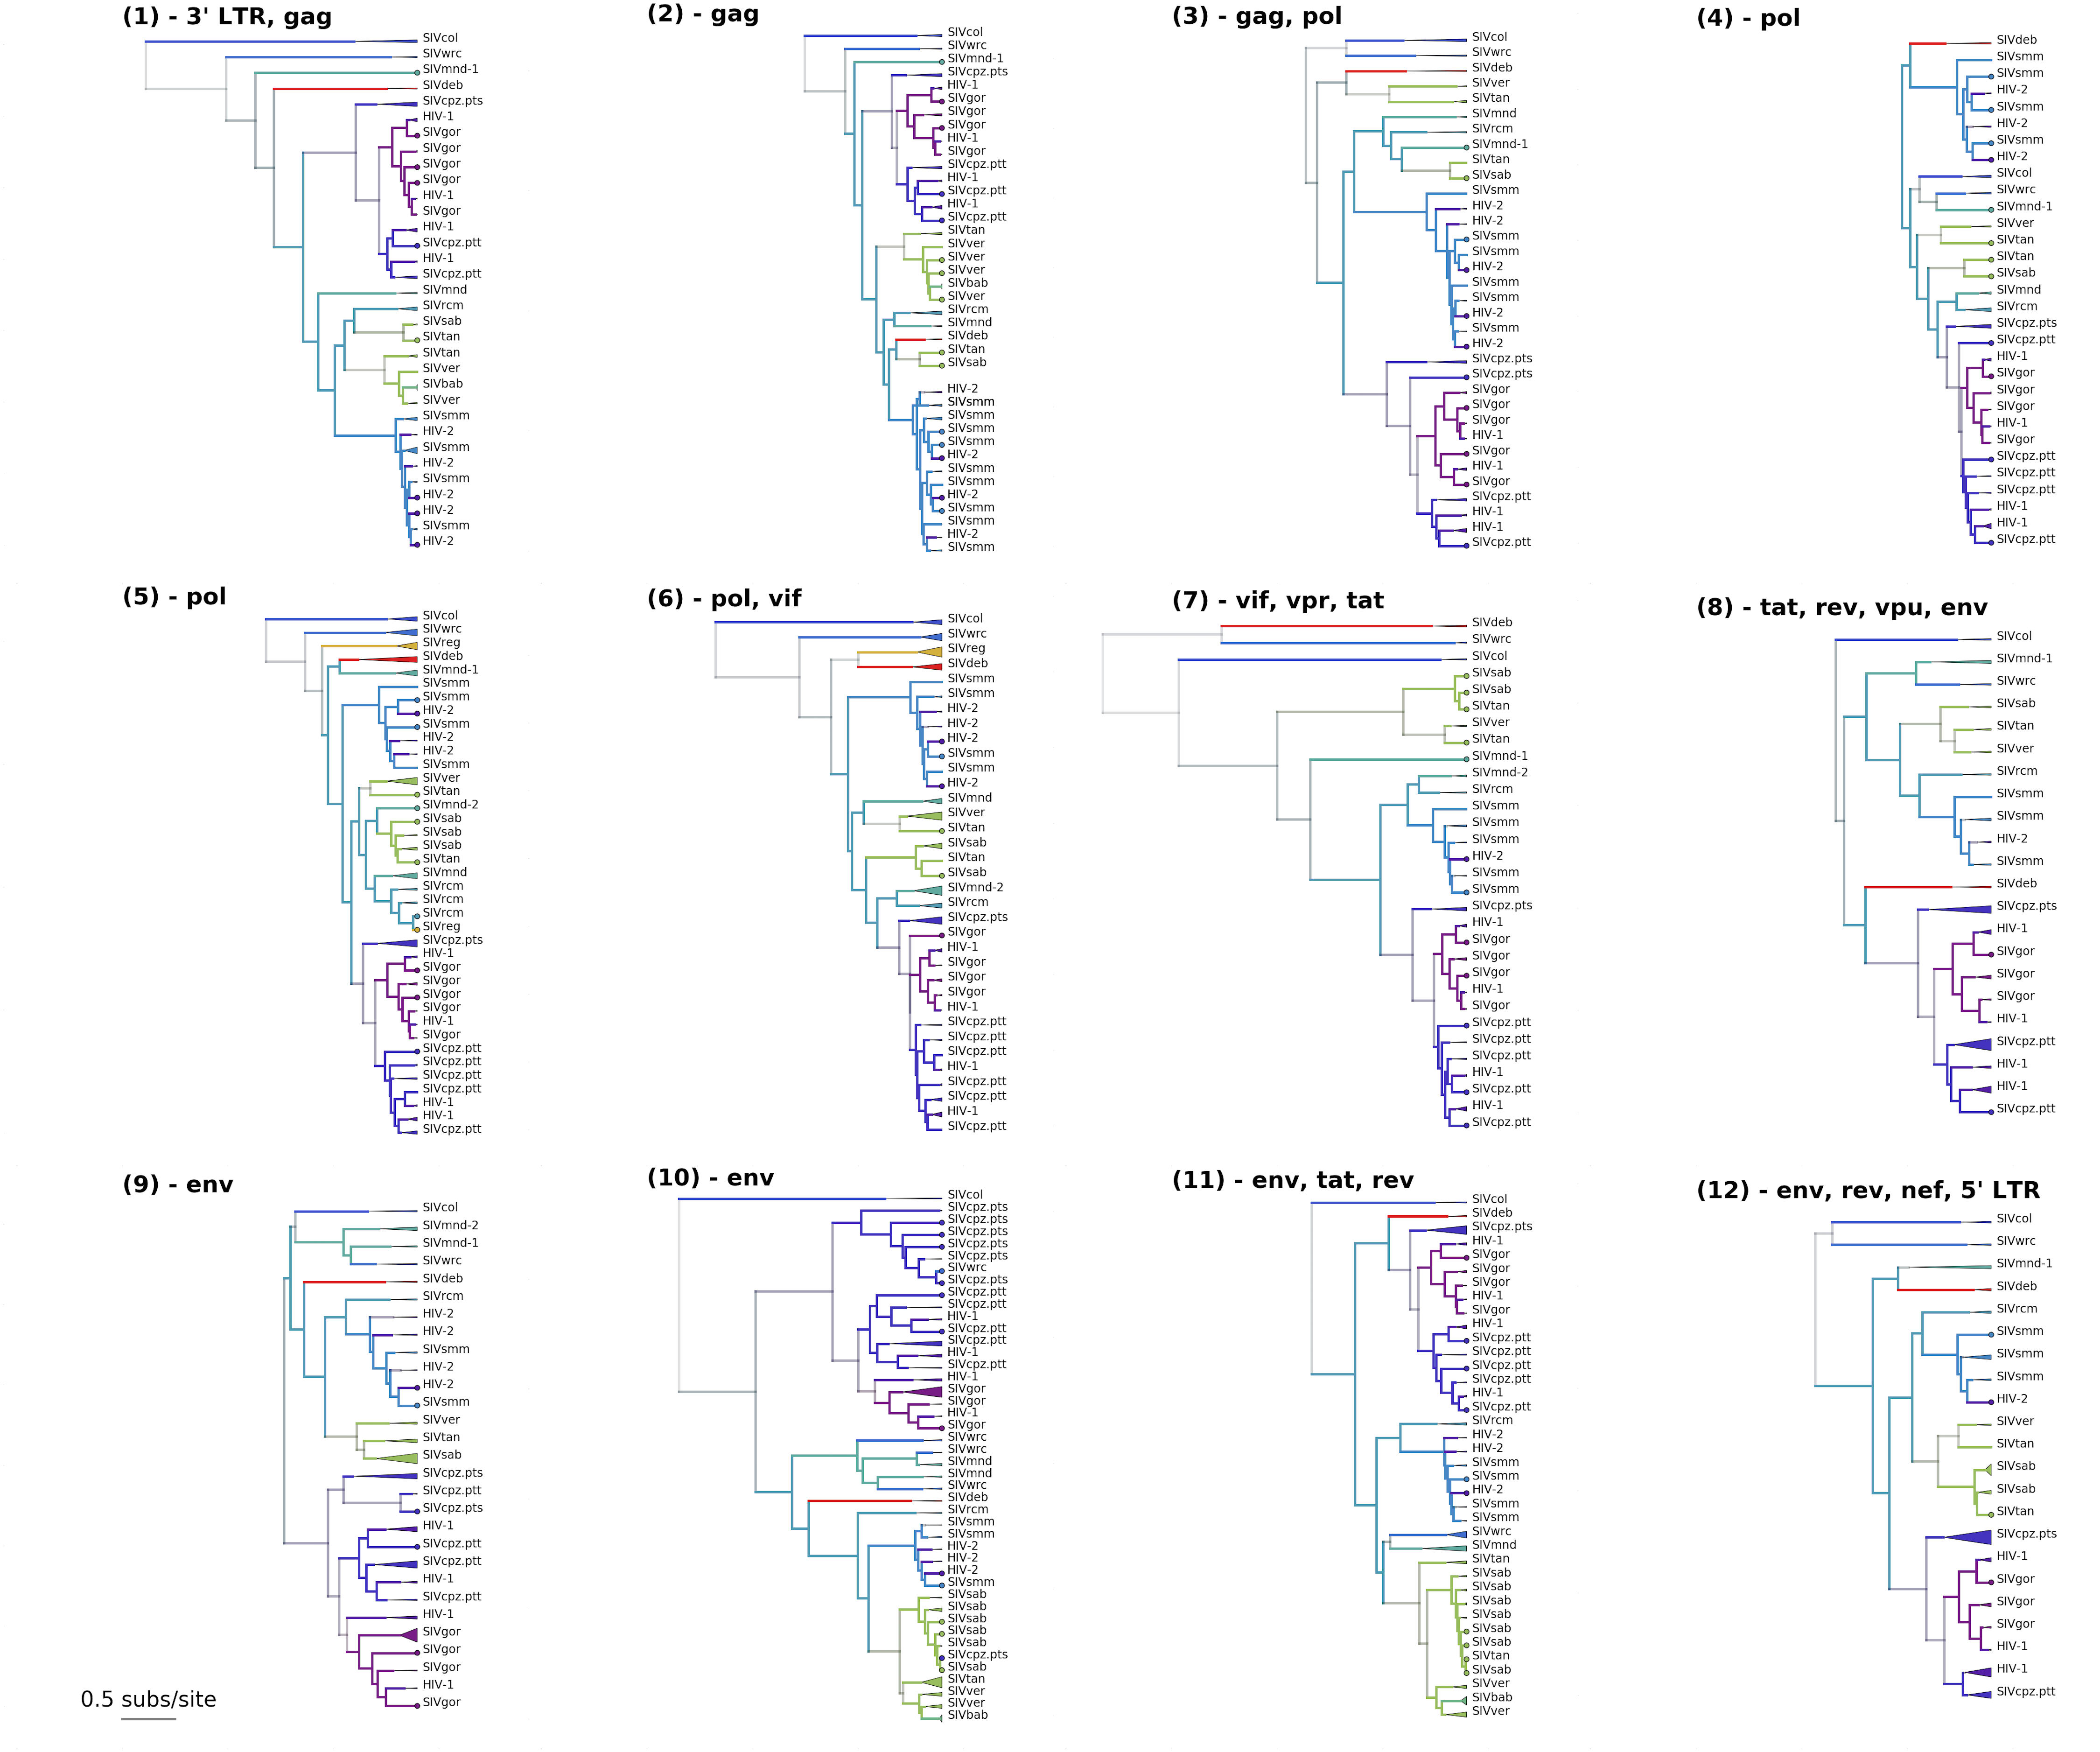 (1) - 3' LTR, gag
SIVcol
SIVwrc
SIVmnd-1
SIVdeb
SIVcpz.pts
HIV-1
SIVgor
SIVgor
SIVgor
SIVgor
HIV-1
SIVgor
HIV-1
SIVcpz.ptt
HIV-1
SIVcpz.ptt
SIVmnd
SIVrcm
SIVsab
SIVtan
SIVtan
SIVver
SIVbab
SIVver
SIVsmm
HIV-2
SIVsmm
HIV-2
SIVsmm
HIV-2
HIV-2
SIVsmm
HIV-2
(2) - gag
SIVcol
SIVwrc
SIVmnd-1
SIVcpz.pts
HIV-1
SIVgor
SIVgor
SIVgor
HIV-1
SIVgor
SIVcpz.ptt
HIV-1
SIVcpz.ptt
HIV-1
SIVcpz.ptt
SIVtan
SIVver
SIVver
SIVver
SIVbab
SIVver
SIVrcm
SIVmnd
SIVdeb
SIVtan
SIVsab
HIV-2
SIVsmm
SIVsmm
SIVsmm
SIVsmm
HIV-2
SIVsmm
SIVsmm
HIV-2
SIVsmm
SIVsmm
HIV-2
SIVsmm
(3) - gag, pol
SIVcol
SIVwrc
SIVdeb
SIVver
SIVtan
SIVmnd
SIVrcm
SIVmnd-1
SIVtan
SIVsab
SIVsmm
HIV-2
HIV-2
SIVsmm
SIVsmm
HIV-2
SIVsmm
SIVsmm
HIV-2
SIVsmm
HIV-2
SIVcpz.pts
SIVcpz.pts
SIVgor
SIVgor
SIVgor
HIV-1
SIVgor
HIV-1
SIVgor
SIVcpz.ptt
HIV-1
HIV-1
SIVcpz.ptt
(4) - pol
SIVdeb
SIVsmm
SIVsmm
HIV-2
SIVsmm
HIV-2
SIVsmm
HIV-2
SIVcol
SIVwrc
SIVmnd-1
SIVver
SIVtan
SIVtan
SIVsab
SIVmnd
SIVrcm
SIVcpz.pts
SIVcpz.ptt
HIV-1
SIVgor
SIVgor
SIVgor
HIV-1
SIVgor
SIVcpz.ptt
SIVcpz.ptt
SIVcpz.ptt
HIV-1
HIV-1
SIVcpz.ptt
(5) - pol
SIVcol
SIVwrc
SIVreg
SIVdeb
SIVmnd-1
SIVsmm
SIVsmm
HIV-2
SIVsmm
HIV-2
HIV-2
SIVsmm
SIVver
SIVtan
SIVmnd-2
SIVsab
SIVsab
SIVsab
SIVtan
SIVmnd
SIVrcm
SIVrcm
SIVrcm
SIVreg
SIVcpz.pts
HIV-1
SIVgor
SIVgor
SIVgor
SIVgor
HIV-1
SIVgor
SIVcpz.ptt
SIVcpz.ptt
SIVcpz.ptt
SIVcpz.ptt
HIV-1
HIV-1
SIVcpz.ptt
(6) - pol, vif
SIVcol
SIVwrc
SIVreg
SIVdeb
SIVsmm
SIVsmm
HIV-2
HIV-2
HIV-2
SIVsmm
SIVsmm
HIV-2
SIVmnd
SIVver
SIVtan
SIVsab
SIVtan
SIVsab
SIVmnd-2
SIVrcm
SIVcpz.pts
SIVgor
HIV-1
SIVgor
SIVgor
SIVgor
HIV-1
SIVcpz.ptt
SIVcpz.ptt
SIVcpz.ptt
HIV-1
SIVcpz.ptt
SIVcpz.ptt
HIV-1
SIVcpz.ptt
(7) - vif, vpr, tat
SIVdeb
SIVwrc
SIVcol
SIVsab
SIVsab
SIVtan
SIVver
SIVtan
SIVmnd-1
SIVmnd-2
SIVrcm
SIVsmm
SIVsmm
SIVsmm
HIV-2
SIVsmm
SIVsmm
SIVcpz.pts
HIV-1
SIVgor
SIVgor
SIVgor
HIV-1
SIVgor
SIVcpz.ptt
SIVcpz.ptt
SIVcpz.ptt
HIV-1
SIVcpz.ptt
HIV-1
SIVcpz.ptt
(8) - tat, rev, vpu, env
SIVcol
SIVmnd-1
SIVwrc
SIVsab
SIVtan
SIVver
SIVrcm
SIVsmm
SIVsmm
HIV-2
SIVsmm
SIVdeb
SIVcpz.pts
HIV-1
SIVgor
SIVgor
SIVgor
HIV-1
SIVcpz.ptt
HIV-1
HIV-1
SIVcpz.ptt
(9) - env
SIVcol
SIVmnd-2
SIVmnd-1
SIVwrc
SIVdeb
SIVrcm
HIV-2
HIV-2
SIVsmm
HIV-2
HIV-2
SIVsmm
SIVver
SIVtan
SIVsab
SIVcpz.pts
SIVcpz.ptt
SIVcpz.pts
HIV-1
SIVcpz.ptt
SIVcpz.ptt
HIV-1
SIVcpz.ptt
HIV-1
SIVgor
SIVgor
SIVgor
HIV-1
SIVgor
0.5 subs/site
(10) - env
SIVcol
SIVcpz.pts
SIVcpz.pts
SIVcpz.pts
SIVcpz.pts
SIVcpz.pts
SIVwrc
SIVcpz.pts
SIVcpz.ptt
SIVcpz.ptt
HIV-1
SIVcpz.ptt
SIVcpz.ptt
HIV-1
SIVcpz.ptt
HIV-1
SIVgor
SIVgor
HIV-1
SIVgor
SIVwrc
SIVwrc
SIVmnd
SIVmnd
SIVwrc
SIVdeb
SIVrcm
SIVsmm
SIVsmm
HIV-2
HIV-2
HIV-2
SIVsmm
SIVsab
SIVsab
SIVsab
SIVsab
SIVsab
SIVcpz.pts
SIVsab
SIVtan
SIVver
SIVver
SIVbab
(11) - env, tat, rev
SIVcol
SIVdeb
SIVcpz.pts
HIV-1
SIVgor
SIVgor
SIVgor
HIV-1
SIVgor
HIV-1
SIVcpz.ptt
SIVcpz.ptt
SIVcpz.ptt
SIVcpz.ptt
HIV-1
SIVcpz.ptt
SIVrcm
HIV-2
HIV-2
SIVsmm
SIVsmm
HIV-2
SIVsmm
SIVsmm
SIVwrc
SIVmnd
SIVtan
SIVsab
SIVsab
SIVsab
SIVsab
SIVsab
SIVsab
SIVtan
SIVsab
SIVver
SIVbab
SIVver
(12) - env, rev, nef, 5' LTR
SIVcol
SIVwrc
SIVmnd-1
SIVdeb
SIVrcm
SIVsmm
SIVsmm
SIVsmm
HIV-2
SIVver
SIVtan
SIVsab
SIVsab
SIVtan
SIVcpz.pts
HIV-1
SIVgor
SIVgor
SIVgor
HIV-1
HIV-1
SIVcpz.ptt